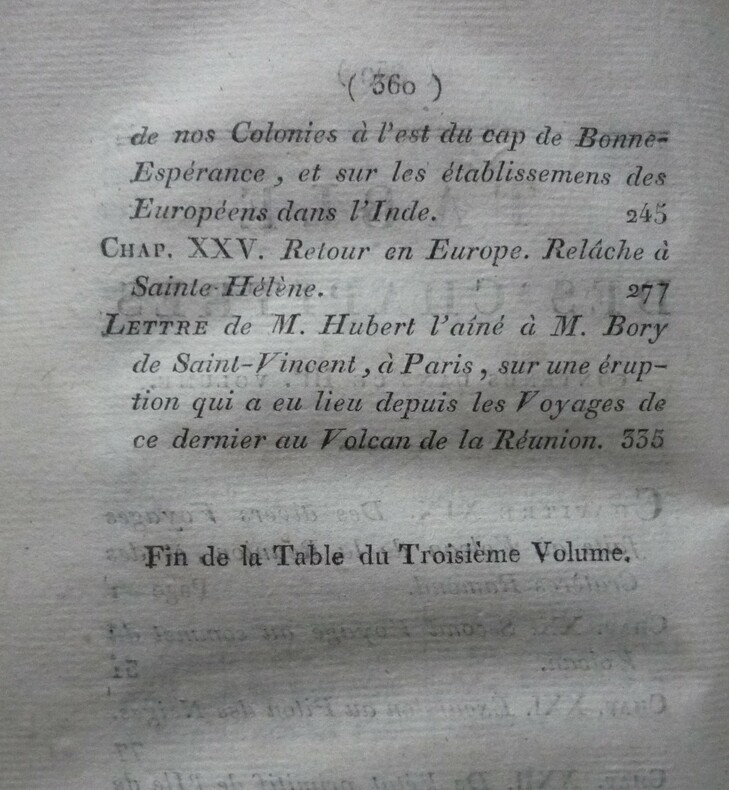 ( 360 )
de nos Colonies à l'est du cap de Bonne-
Espérance, et sur les établissemens des
Européens dans l'Inde. 245
CHAP. XXV. Retour en Europe. Relâche à
Sainte-Hélène. 277
LETTRE de M. Hubert l'aîné à M. Bory
de Saint-Vincent, à Paris, sur une érup-
tion qui a eu lieu depuis les Voyages de
ce dernier au Volcan de la Réunion. 335
Fin de la Table du Troisième Volume.